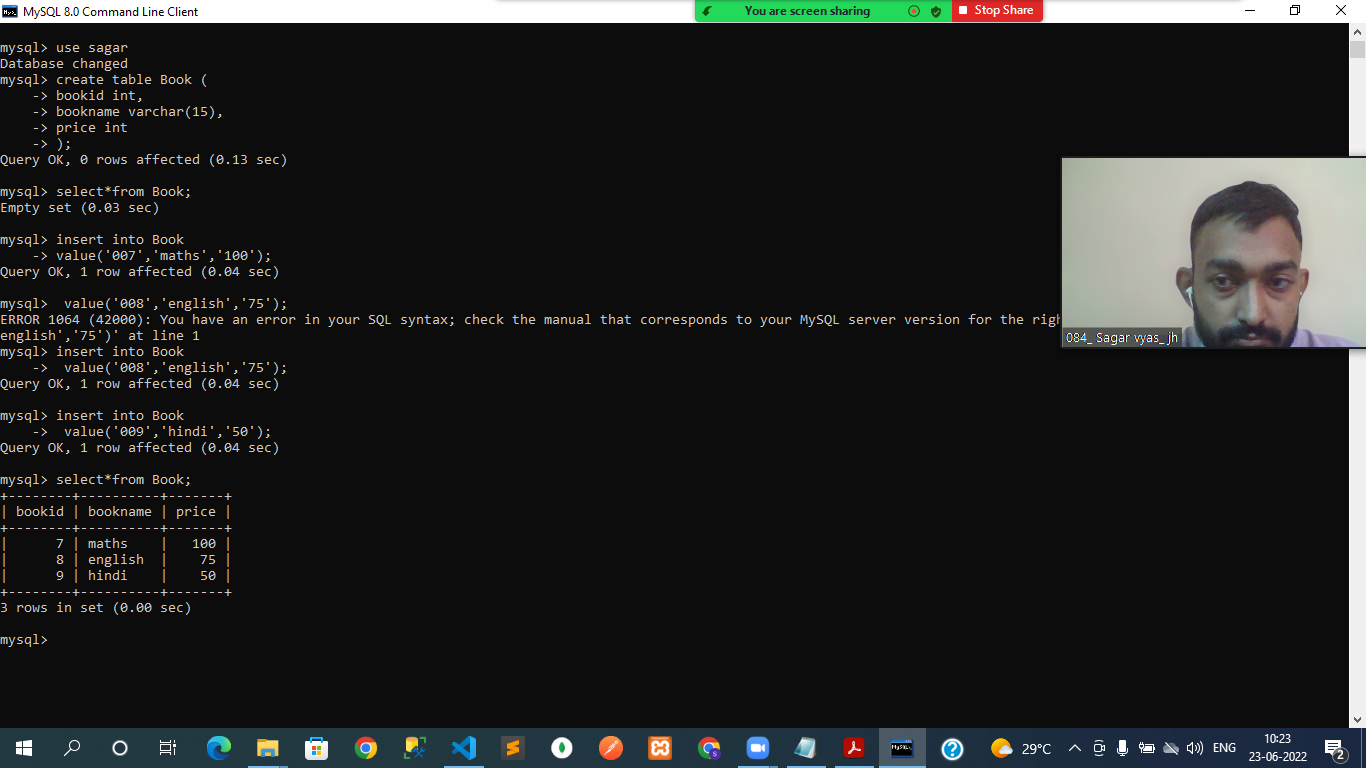 MySQL 8.0 Command Line Client
You are screen sharing
Stop Share
mysql> use sagar
Database changed
mysql> create table Book (
    -> bookid int,
    -> bookname varchar(15),
    -> price int
    -> );
Query OK, 0 rows affected (0.13 sec)
mysql> select*from Book;
Empty set (0.03 sec)
mysql> insert into Book
    -> value('007','maths','100');
Query OK, 1 row affected (0.04 sec)
mysql>  value('008','english','75');
ERROR 1064 (42000): You have an error in your SQL syntax; check the manual that corresponds to your MySQL server version for the righ
english','75')' at line 1
mysql> insert into Book
    ->  value('008','english','75');
Query OK, 1 row affected (0.04 sec)
mysql> insert into Book
    ->  value('009','hindi','50');
Query OK, 1 row affected (0.04 sec)
mysql> select*from Book;
+--------+----------+-------+
| bookid | bookname | price |
+--------+----------+-------+
|      7 | maths    |   100 |
|      8 | english  |    75 |
|      9 | hindi    |    50 |
+--------+----------+-------+
3 rows in set (0.00 sec)
mysql>
084_ Sagar vyas_ jh
29°C
ENG
10:23
23-06-2022
2